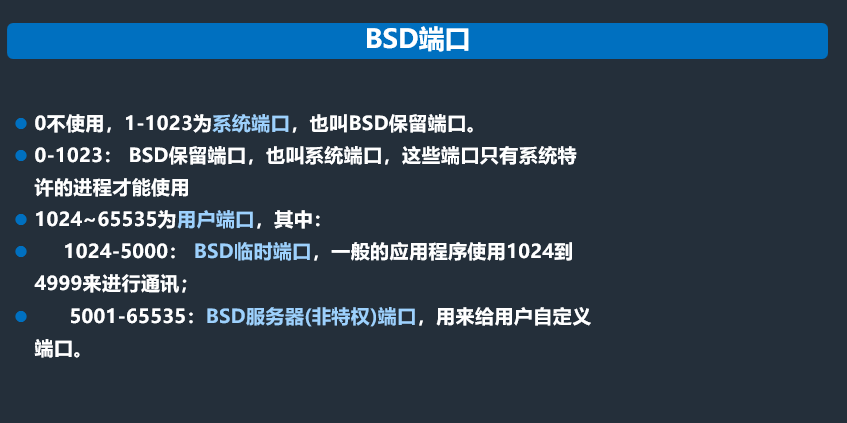 BSD端口
0不使用，1-1023为系统端口，也叫BSD保留端口。
0-1023： BSD保留端口，也叫系统端口，这些端口只有系统特
许的进程才能使用
1024~65535为用户端口，其中：
1024-5000： BSD临时端口，一般的应用程序使用1024到
4999来进行通讯；
5001-65535：BSD服务器(非特权)端口，用来给用户自定义
端口。